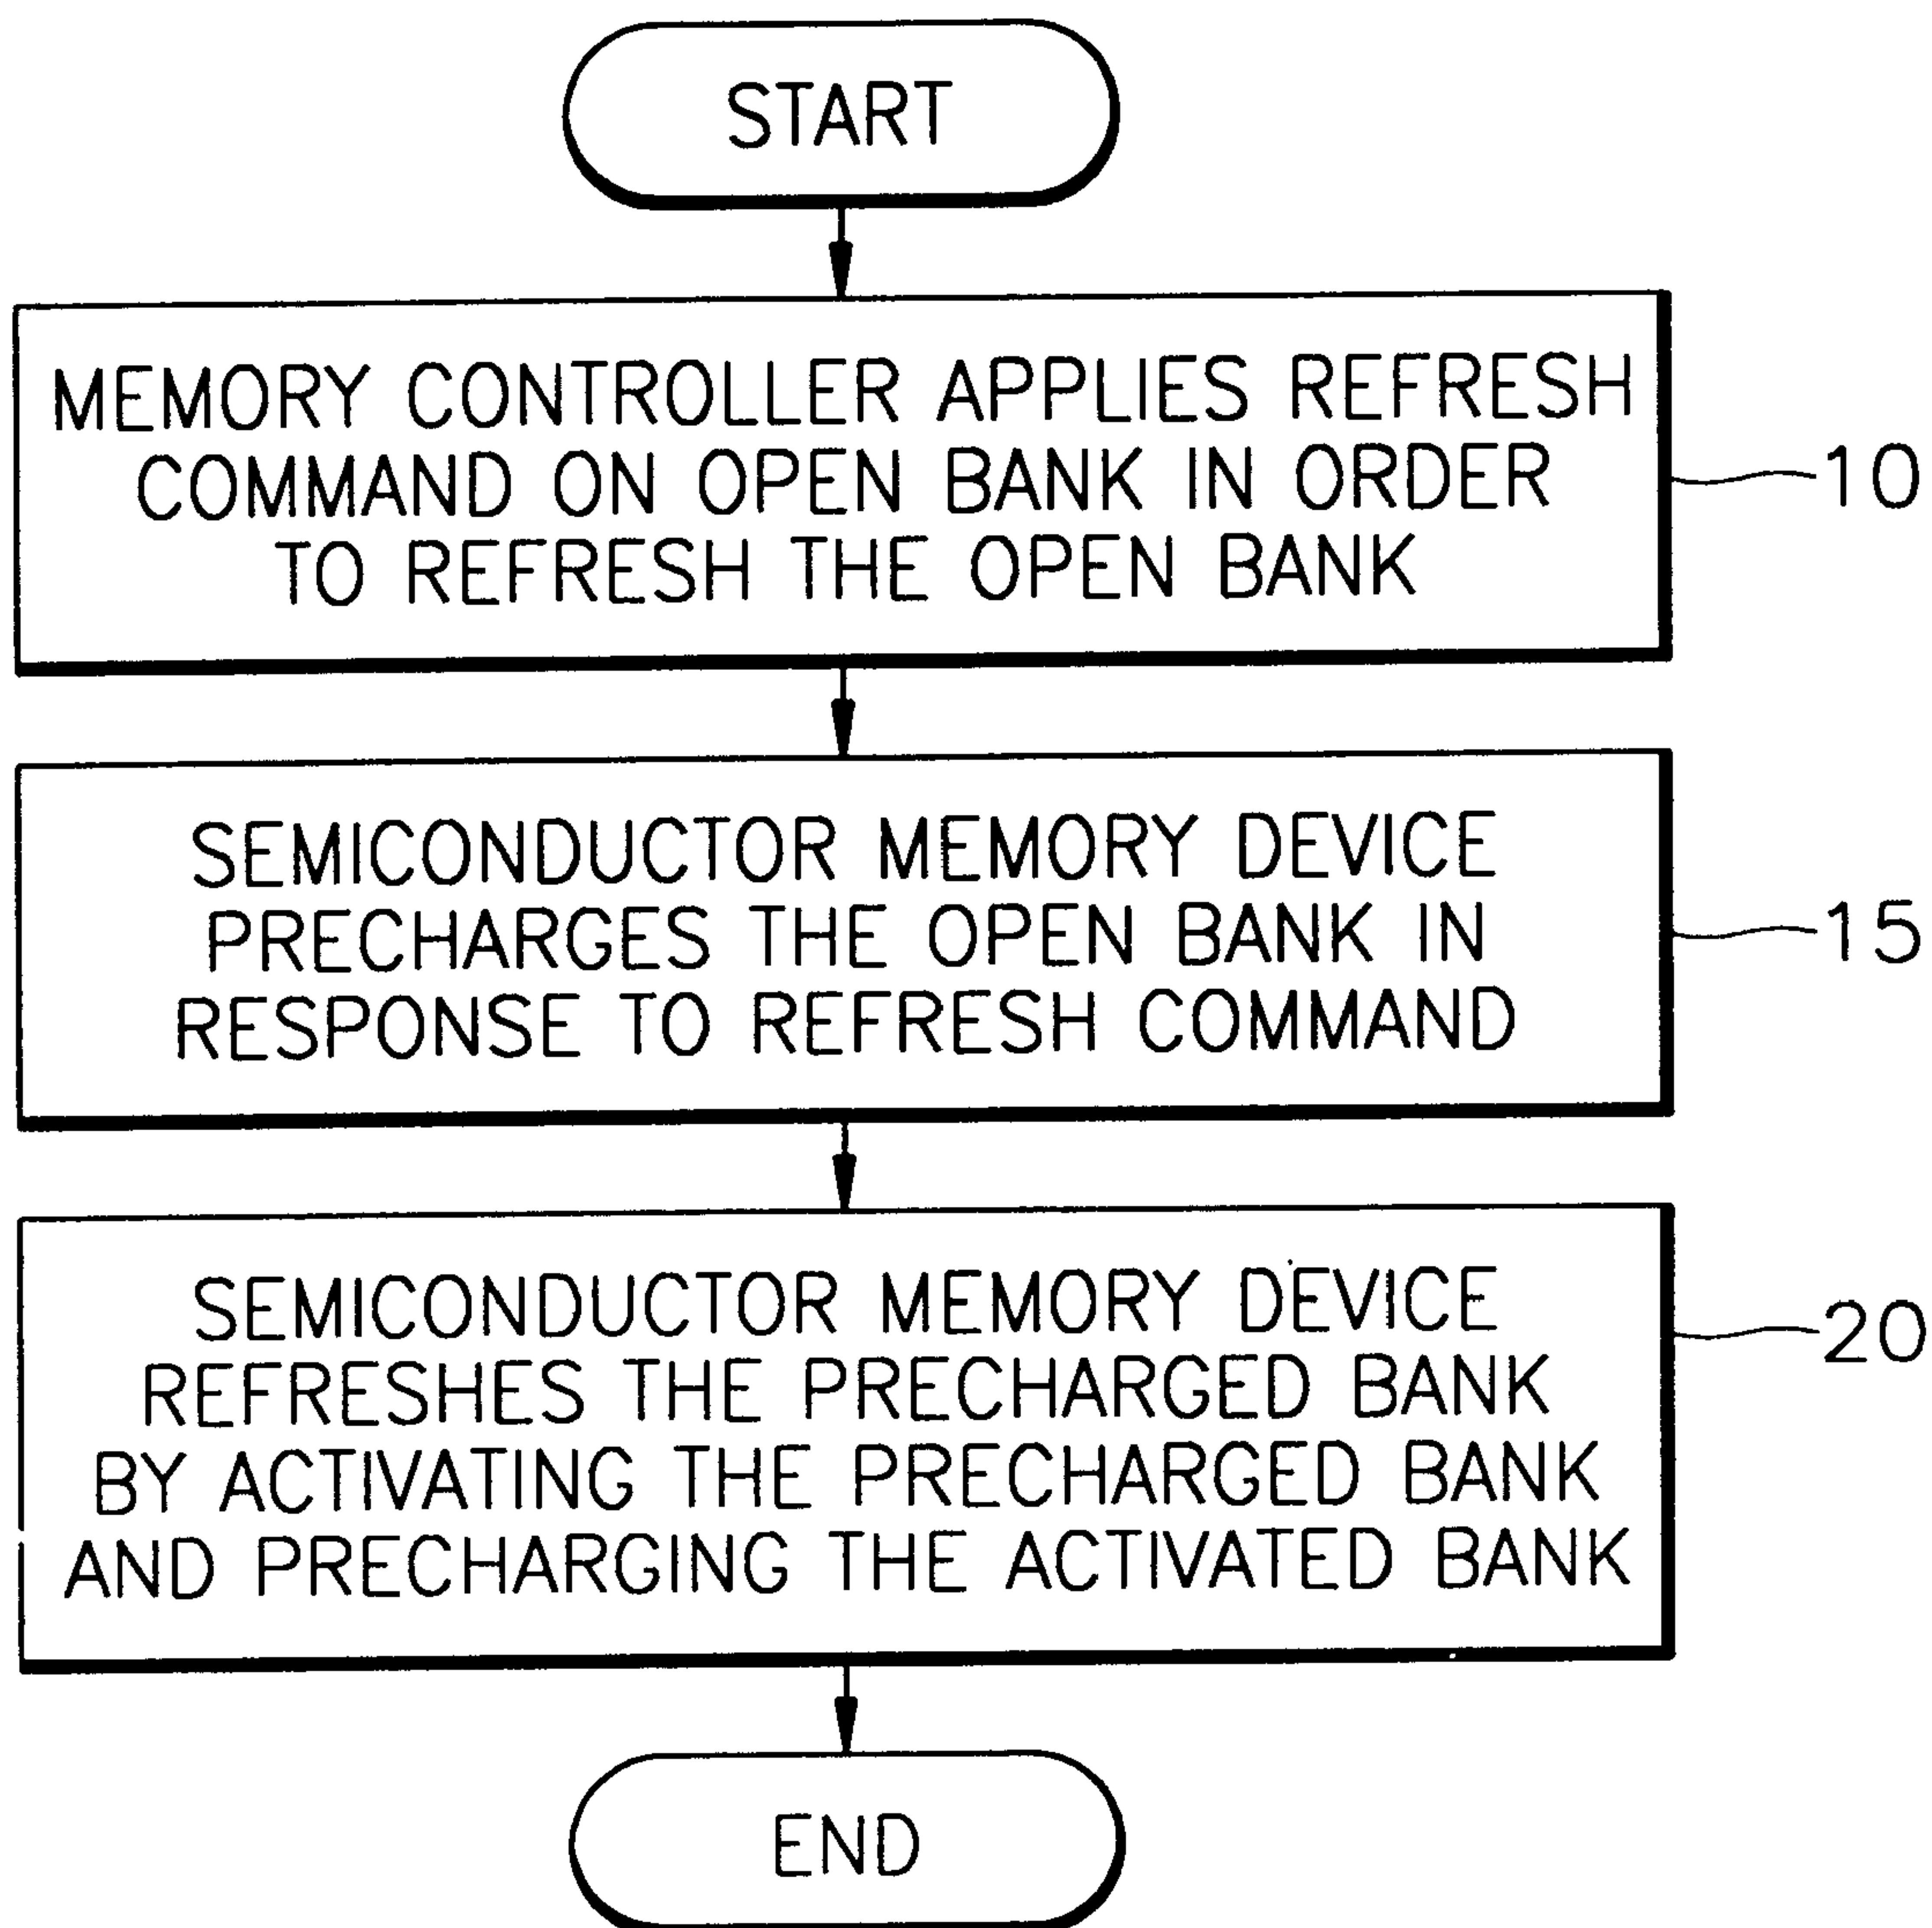 START
MEMORY CONTROLLER APPLIES REFRESH
COMMAND ON OPEN BANK IN ORDER
TO REFRESH THE OPEN BANK
10
SEMICONDUCTOR MEMORY DEVICE
PRECHARGES THE OPEN BANK IN
RESPONSE TO REFRESH COMMAND
15
SEMICONDUCTOR MEMORY DEVICE
REFRESHES THE PRECHARGED BANK
BY ACTIVATING THE PRECHARGED BANK
AND PRECHARGING THE ACTIVATED BANK
20
END